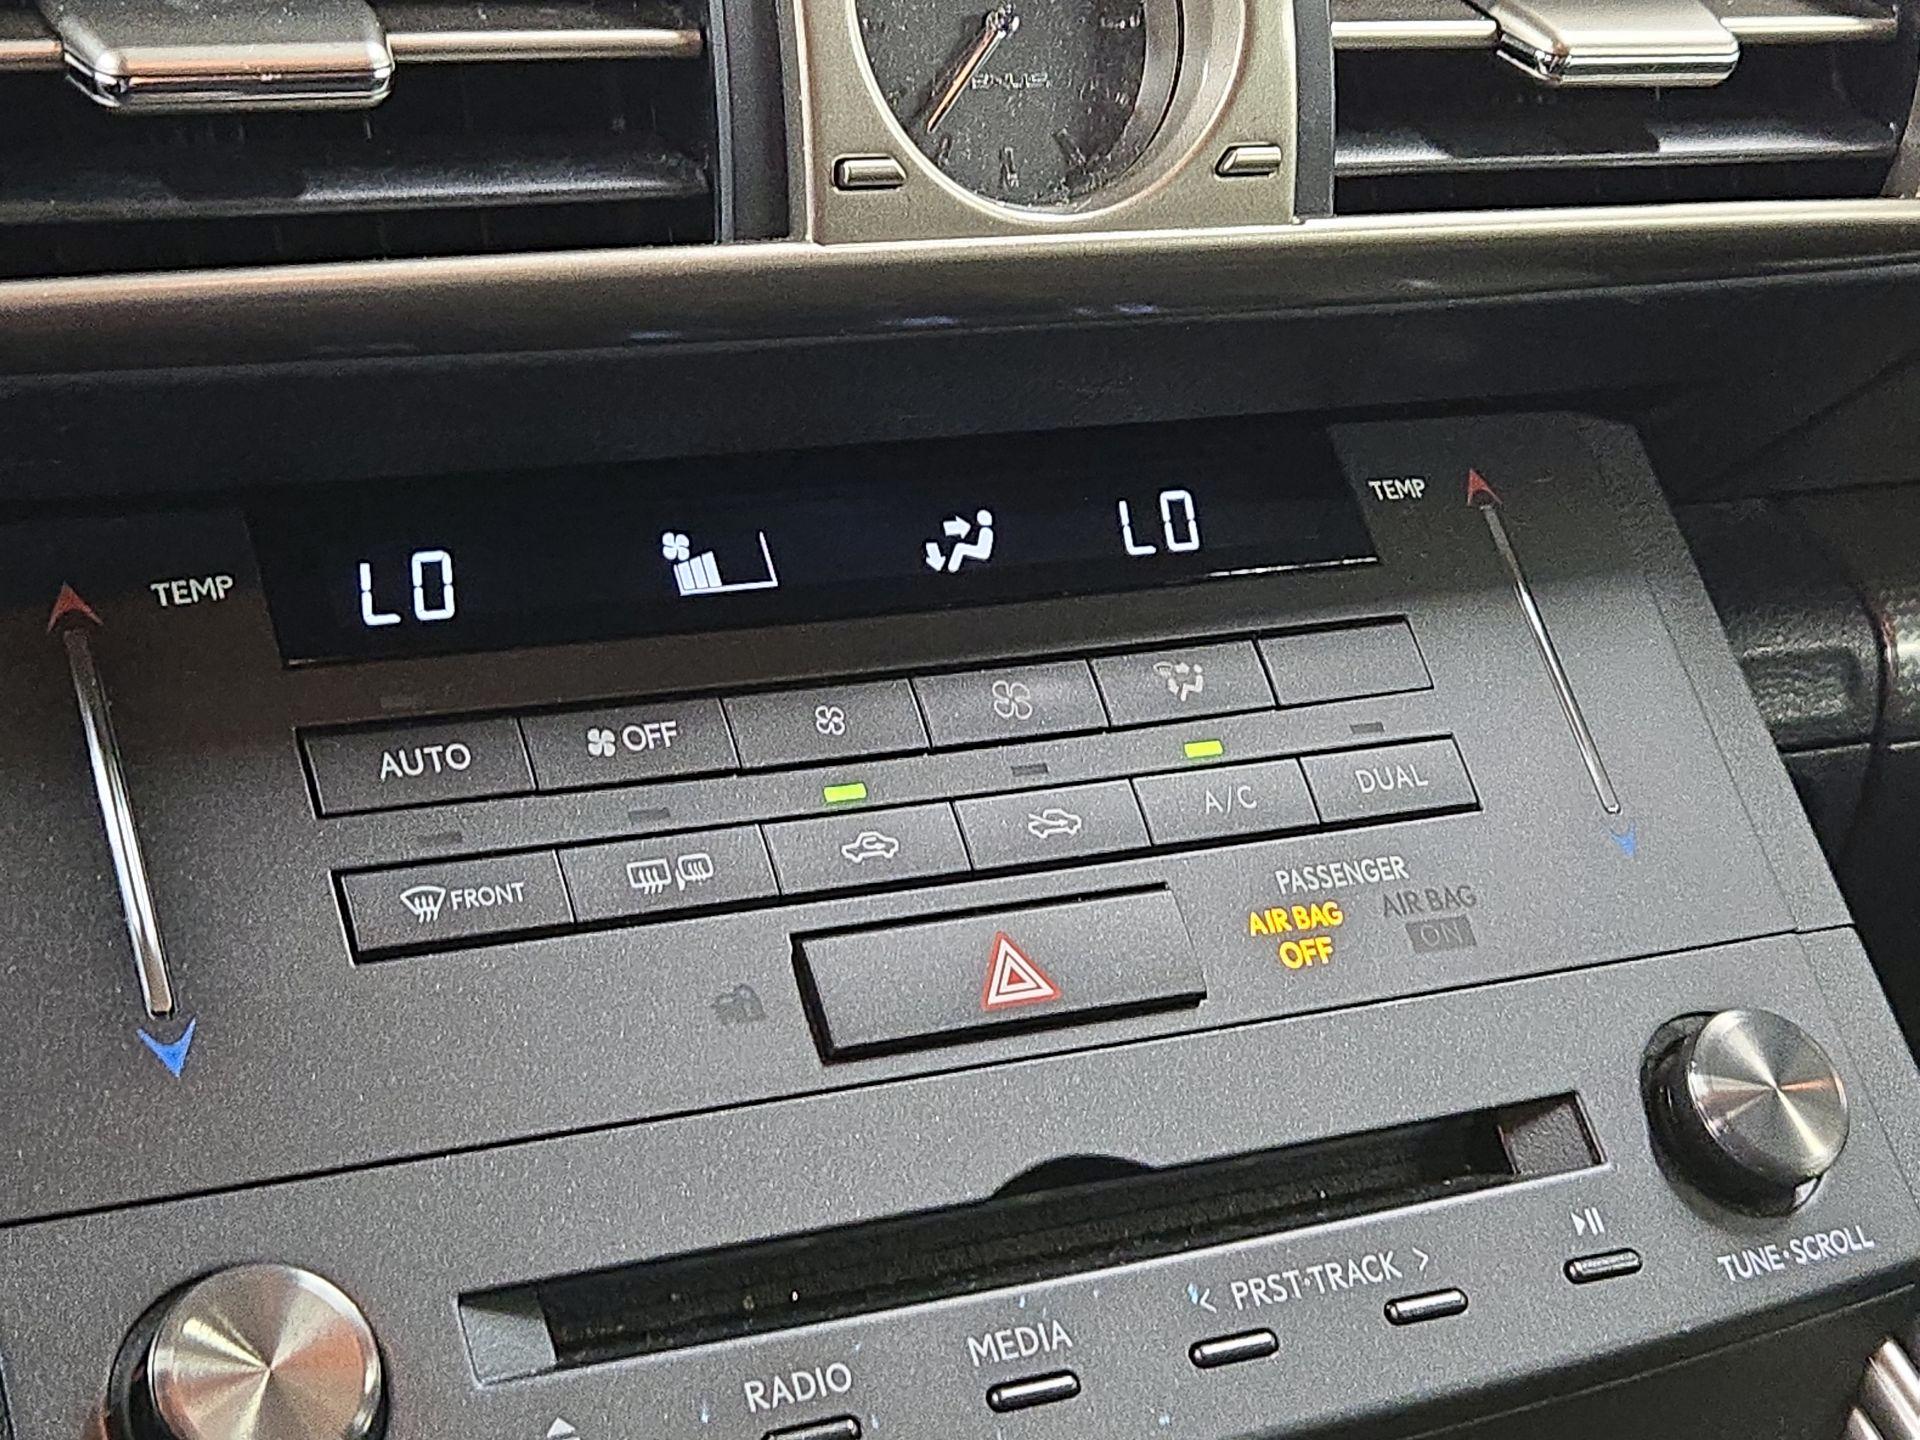 LEXUS
TEMP
LO
LO
TEMP
AUTO
OFF
FRONT
A/C
DUAL
PASSENGER
AIR BAG
OFF
AIR BAG
ON
RADIO
MEDIA
< PRST·TRACK >
TUNE·SCROLL